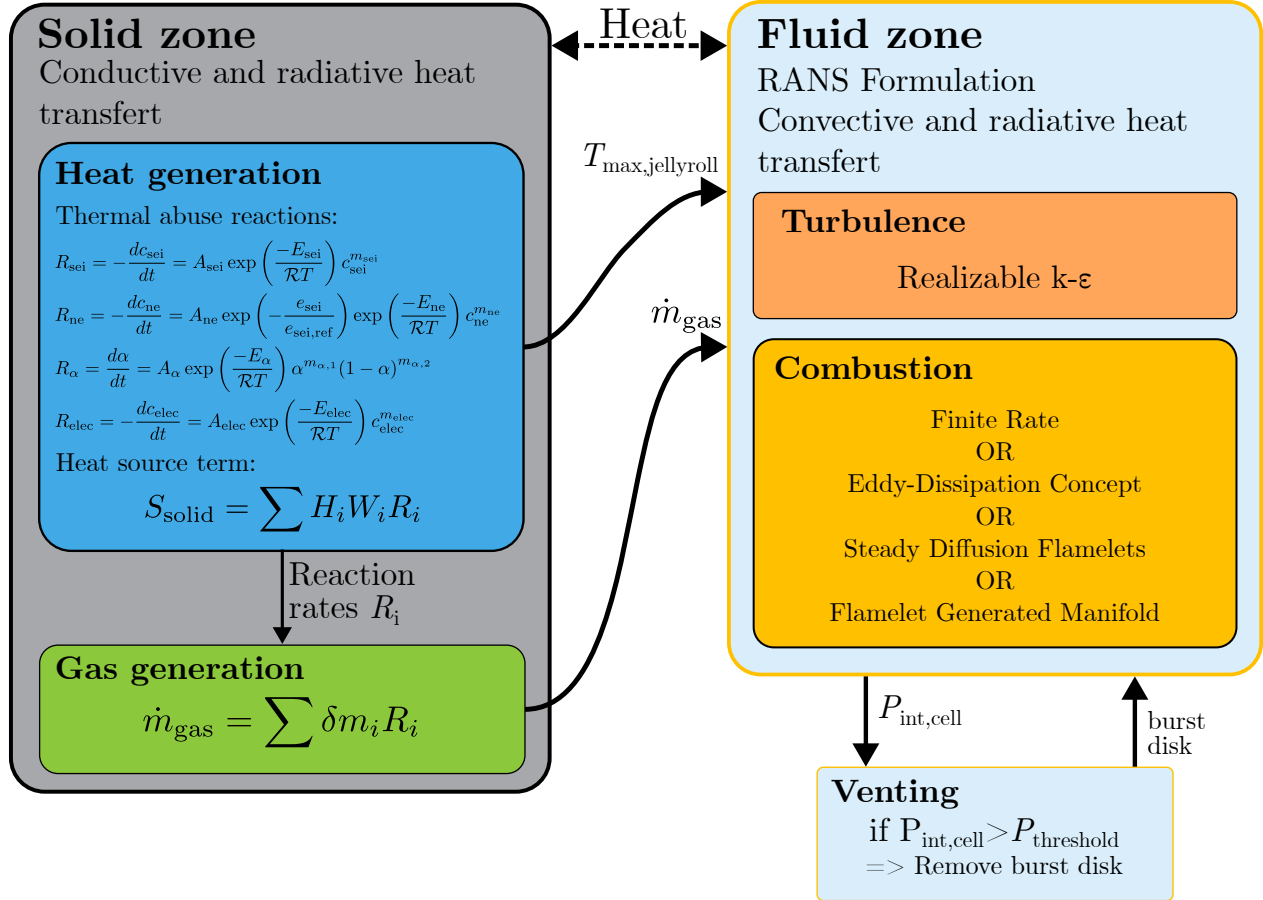 Solid zone
Conductive and radiative heat
transfert
Heat generation
Thermal abuse reactions:
R_sei = −dc_sei/dt = A_sei exp(−E_sei/ℛT) c_sei^{m_sei}
R_ne = −dc_ne/dt = A_ne exp(−e_sei/e_sei,ref) exp(−E_ne/ℛT) c_ne^{m_ne}
R_α = dα/dt = A_α exp(−E_α/ℛT) α^{m_α,1}(1 − α)^{m_α,2}
R_elec = −dc_elec/dt = A_elec exp(−E_elec/ℛT) c_elec^{m_elec}
Heat source term:
S_solid = ∑ H_i W_i R_i
Reaction
rates R_i
Gas generation
ṁ_gas = ∑ δm_i R_i
Heat
T_max,jellyroll
ṁ_gas
Fluid zone
RANS Formulation
Convective and radiative heat
transfert
Turbulence
Realizable k-ε
Combustion
Finite Rate
OR
Eddy-Dissipation Concept
OR
Steady Diffusion Flamelets
OR
Flamelet Generated Manifold
P_int,cell
burst
disk
Venting
if P_int,cell>P_threshold
=> Remove burst disk